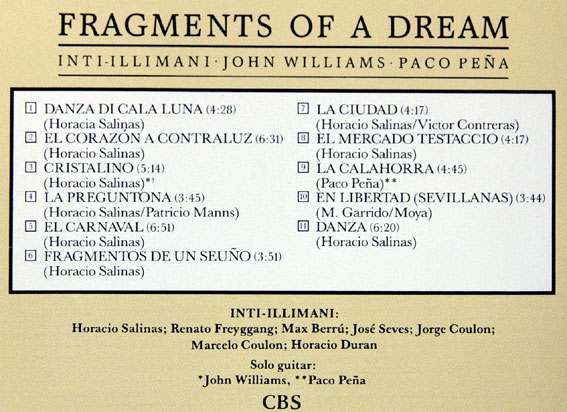 FRAGMENTS OF A DREAM
INTI-ILLIMANI · JOHN WILLIAMS · PACO PEÑA
1 DANZA DI CALA LUNA (4:28)
(Horacia Salinas)
2 EL CORAZÓN A CONTRALUZ (6:31)
(Horacio Salinas)
3 CRISTALINO (5:14)
(Horacio Salinas)*¹
4 LA PREGUNTONA (3:45)
(Horacio Salinas/Patricio Manns)
5 EL CARNAVAL (6:51)
(Horacio Salinas)
6 FRAGMENTOS DE UN SEUÑO (3:51)
(Horacio Salinas)
7 LA CIUDAD (4:17)
(Horacio Salinas/Victor Contreras)
8 EL MERCADO TESTACCIO (4:17)
(Horacio Salinas)
9 LA CALAHORRA (4:45)
(Paco Peña)**
10 EN LIBERTAD (SEVILLANAS) (3:44)
(M. Garrido/Moya)
11 DANZA (6:20)
(Horacio Salinas)
INTI-ILLIMANI:
Horacio Salinas; Renato Freyggang; Max Berrú; José Seves; Jorge Coulon;
Marcelo Coulon; Horacio Duran
Solo guitar:
*John Williams, **Paco Peña
CBS